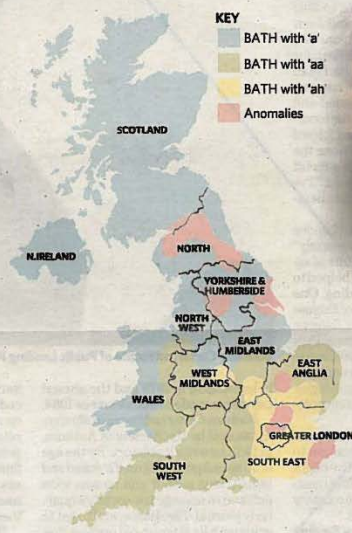 KEY
BATH with 'a'
BATH with 'aa'
BATH with 'ah'
Anomalies
SCOTLAND
N.IRELAND
NORTH
YORKSHIRE &
HUMBERSIDE
NORTH
WEST
EAST
MIDLANDS
EAST
ANGLIA
WEST
MIDLANDS
WALES
GREATER LONDON
SOUTH EAST
SOUTH
WEST